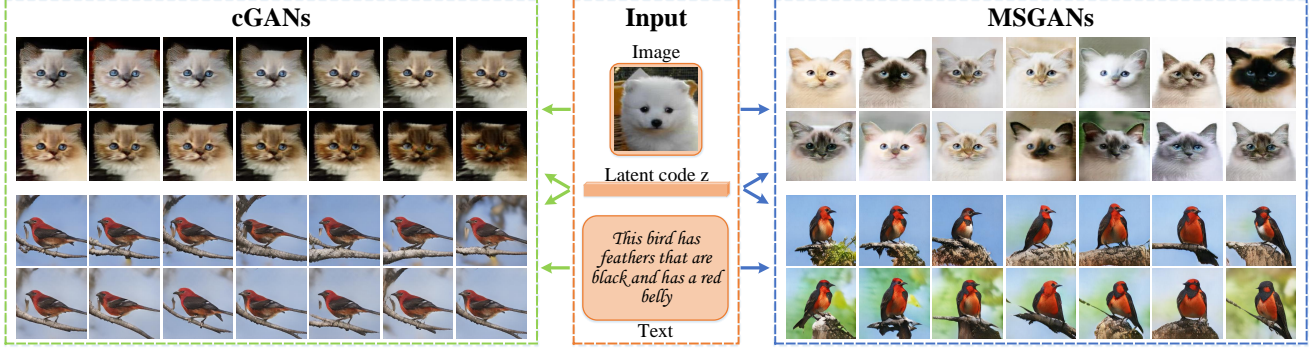 cGANs
Input
MSGANs
Image
Latent code z
This bird has
feathers that are
black and has a red
belly
Text